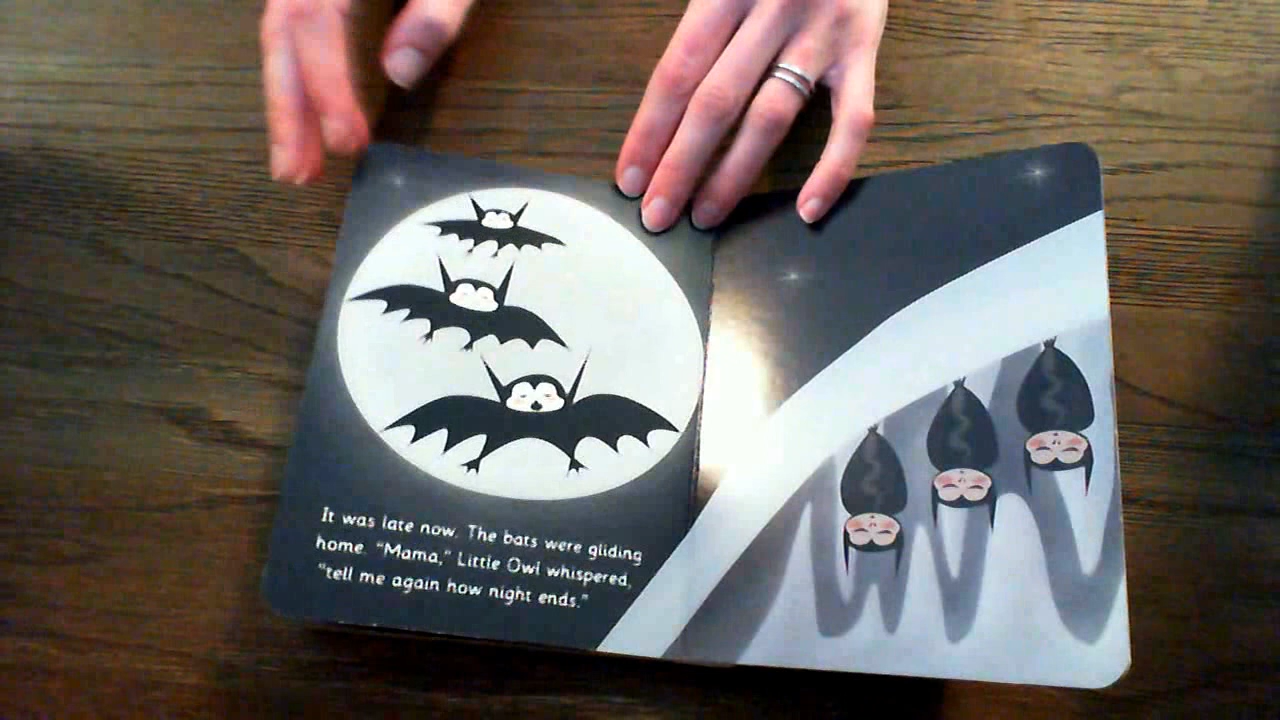 It was late now. The bats were gliding
home. "Mama," Little Owl whispered,
"tell me again how night ends."